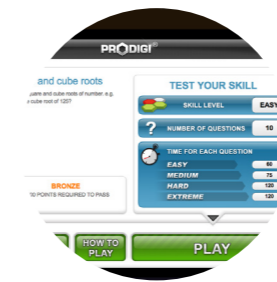 PRODIGI
and cube roots
uare and cube roots of number. e.g.
cube root of 125?
BRONZE
10 POINTS REQUIRED TO PASS
TEST YOUR SKILL
SKILL LEVEL EASY
? NUMBER OF QUESTIONS 10
TIME FOR EACH QUESTION
EASY 60
MEDIUM 75
HARD 120
EXTREME 120
HOW TO
PLAY
PLAY